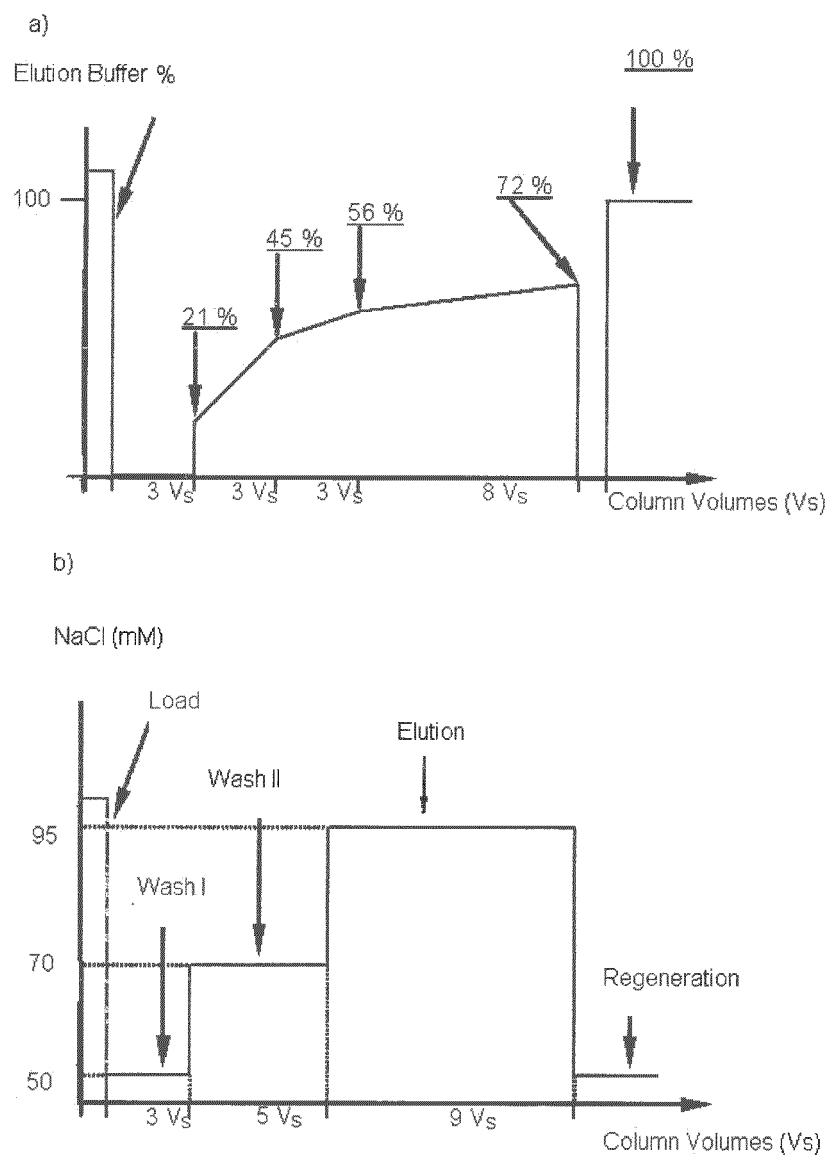 a)
Elution Buffer %
100 %
100
72 %
56 %
45 %
21 %
3 Vs
3 Vs
3 Vs
8 Vs
Column Volumes (Vs)
b)
NaCl (mM)
Load
Elution
Wash II
95
Wash I
70
Regeneration
50
3 Vs
5 Vs
9 Vs
Column Volumes (Vs)